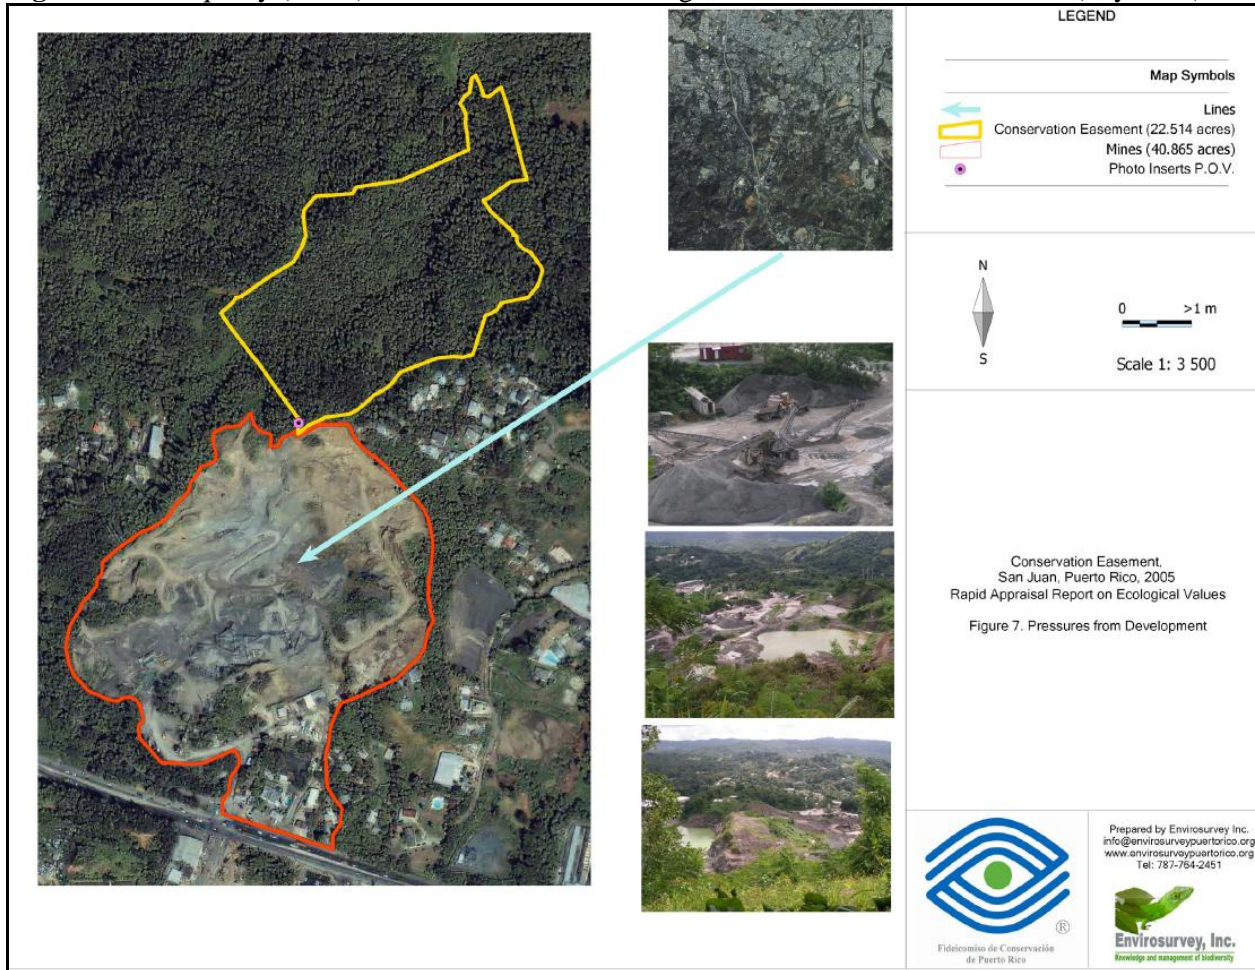 LEGEND
Map Symbols
Lines
Conservation Easement (22.514 acres)
Mines (40.865 acres)
Photo Inserts P.O.V.
N
S
0 >1 m
Scale 1: 3 500
Conservation Easement,
San Juan, Puerto Rico, 2005
Rapid Appraisal Report on Ecological Values
Figure 7. Pressures from Development
®
Fideicomiso de Conservación
de Puerto Rico
Prepared by Envirosurvey Inc.
info@envirosurveypuertorico.org
www.envirosurveypuertorico.org
Tel: 787-764-2451
Envirosurvey, Inc.
Knowledge and management of biodiversity